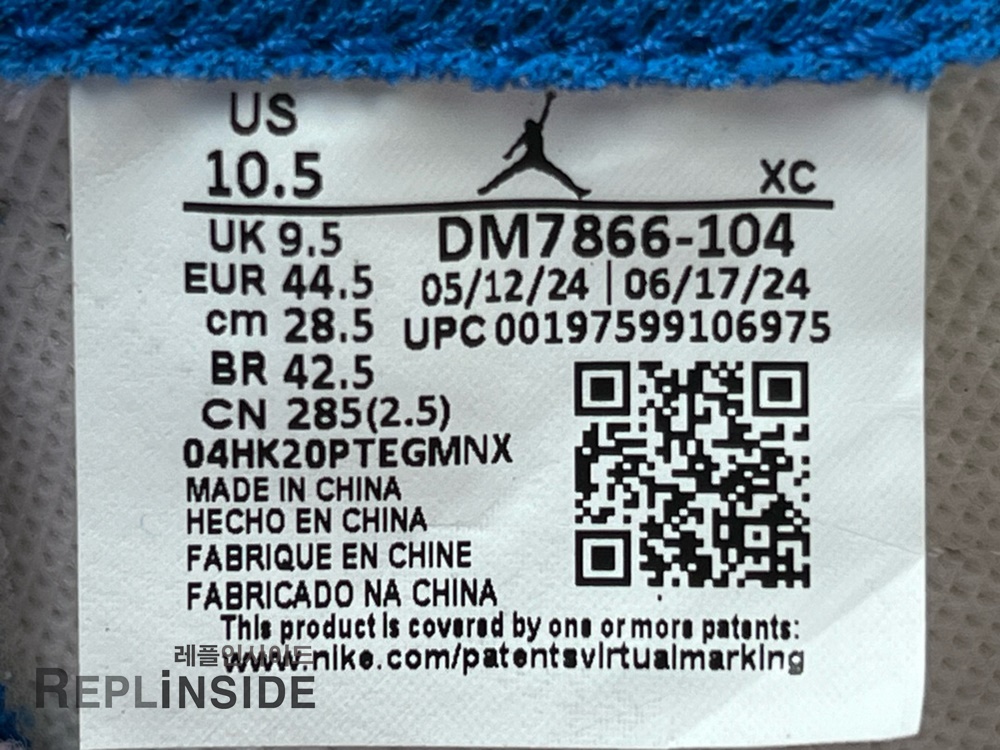 US
10.5
XC
UK 9.5
DM7866-104
EUR 44.5
05/12/24 | 06/17/24
cm 28.5
UPC 00197599106975
BR 42.5
CN 285(2.5)
04HK20PTEGMNX
MADE IN CHINA
HECHO EN CHINA
FABRIQUE EN CHINE
FABRICADO NA CHINA
This product is covered by one or more patents:
www.nike.com/patentsvirtualmarking
레플인사이드
REPLiNSIDE